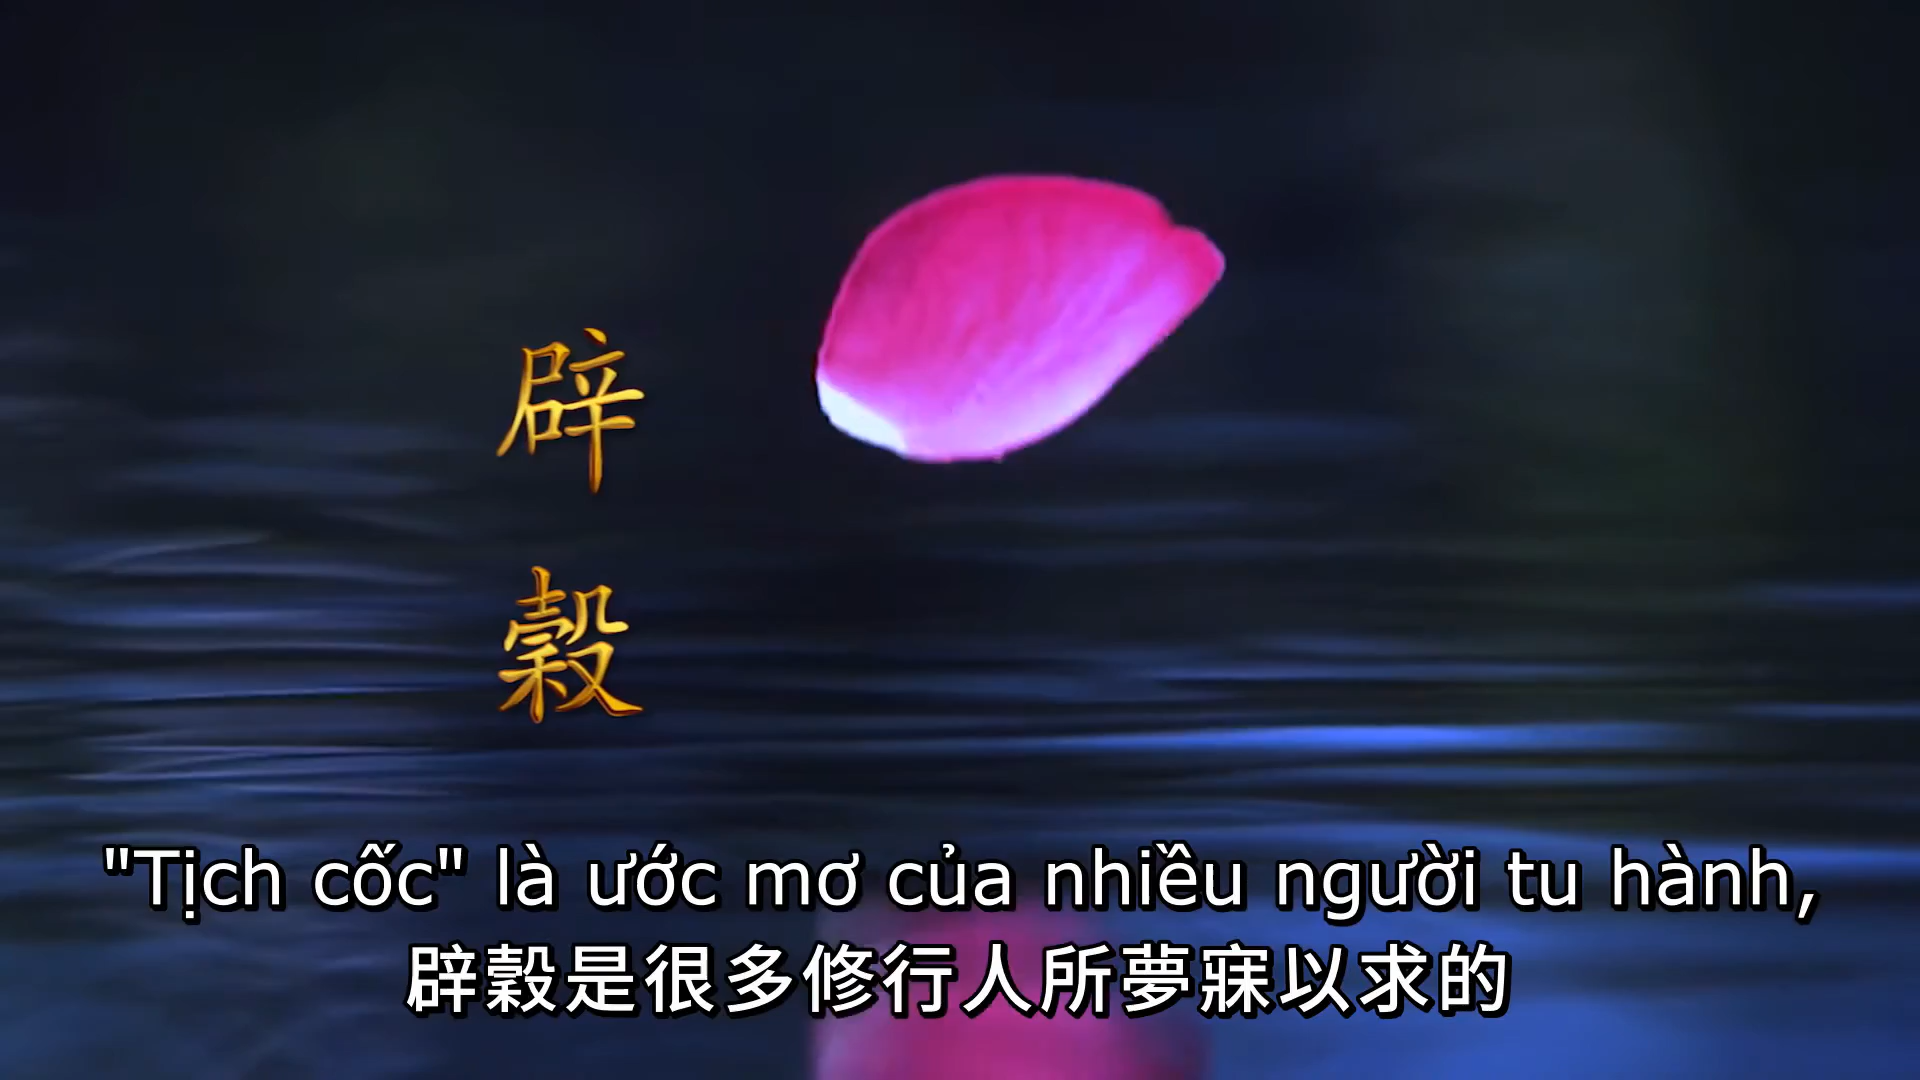 辟
穀
"Tịch cốc" là ước mơ của nhiều người tu hành,
辟穀是很多修行人所夢寐以求的